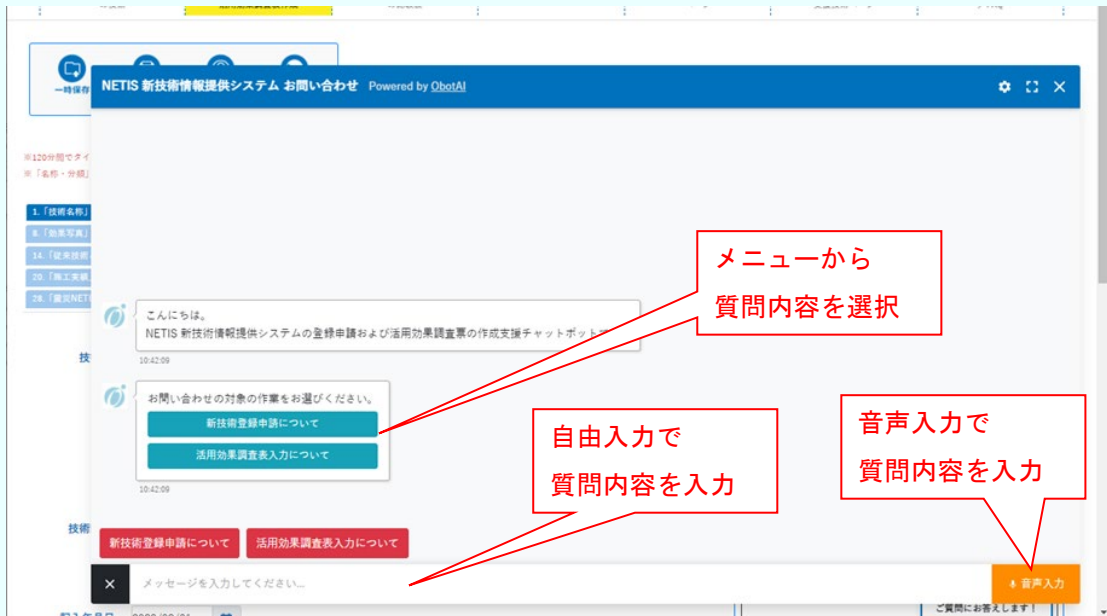 活用効果調査表作成
一時保存
NETIS 新技術情報提供システム お問い合わせ Powered by ObotAI
※120分間でタイ
※「名称・分類」
1.「技術名称」
8.「効果写真」
14.「従来技術
20.「施工実績
28.「震災NETI
メニューから
質問内容を選択
こんにちは。
NETIS 新技術情報提供システムの登録申請および活用効果調査票の作成支援チャットボットで
10:42:09
技
お問い合わせの対象の作業をお選びください。
新技術登録申請について
活用効果調査表入力について
10:42:09
自由入力で
質問内容を入力
音声入力で
質問内容を入力
技術
新技術登録申請について 活用効果調査表入力について
メッセージを入力してください...
音声入力
ご質問にお答えします!